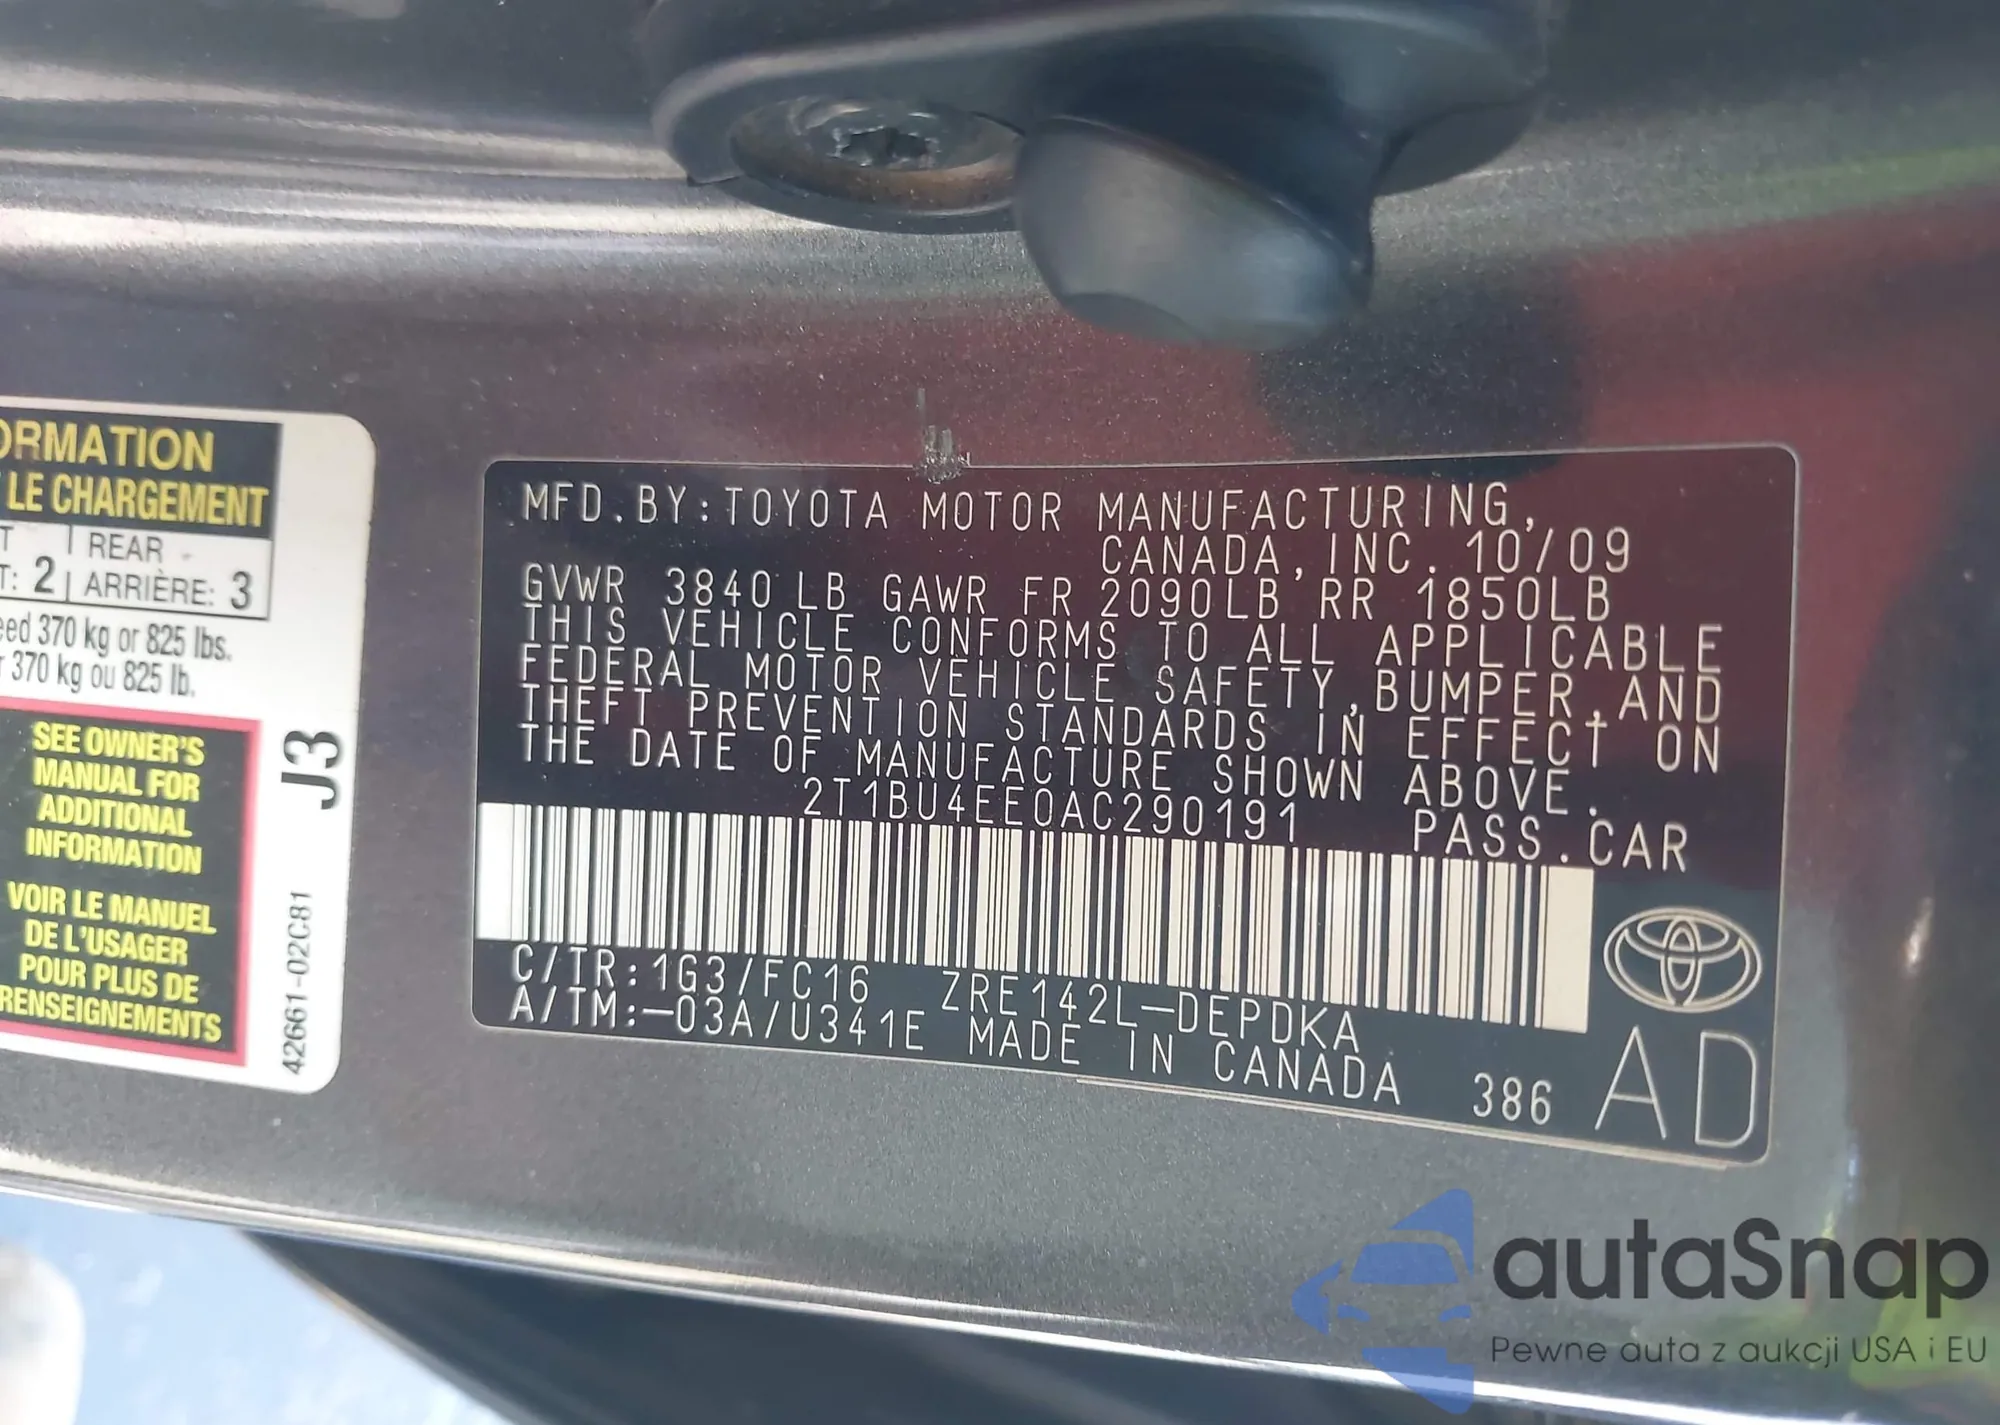 ORMATION
LE CHARGEMENT
REAR
2 ARRIÈRE: 3
370 kg or 825 lbs.
370 kg ou 825 lb.
SEE OWNER'S
MANUAL FOR
ADDITIONAL
INFORMATION
VOIR LE MANUEL
DE L'USAGER
POUR PLUS DE
RENSEIGNEMENTS
J3
42661-02C81
MFD.BY:TOYOTA MOTOR MANUFACTURING,
CANADA,INC. 10/09
GVWR 3840 LB GAWR FR 2090LB RR 1850LB
THIS VEHICLE CONFORMS TO ALL APPLICABLE
FEDERAL MOTOR VEHICLE SAFETY,BUMPER,AND
THEFT PREVENTION STANDARDS IN EFFECT ON
THE DATE OF MANUFACTURE SHOWN ABOVE.
2T1BU4EE0AC290191 PASS.CAR
C/TR:1G3/FC16 ZRE142L-DEPDKA
A/TM:-03A/U341E MADE IN CANADA 386
AD
autaSnap
Pewne auta z aukcji USA i EU